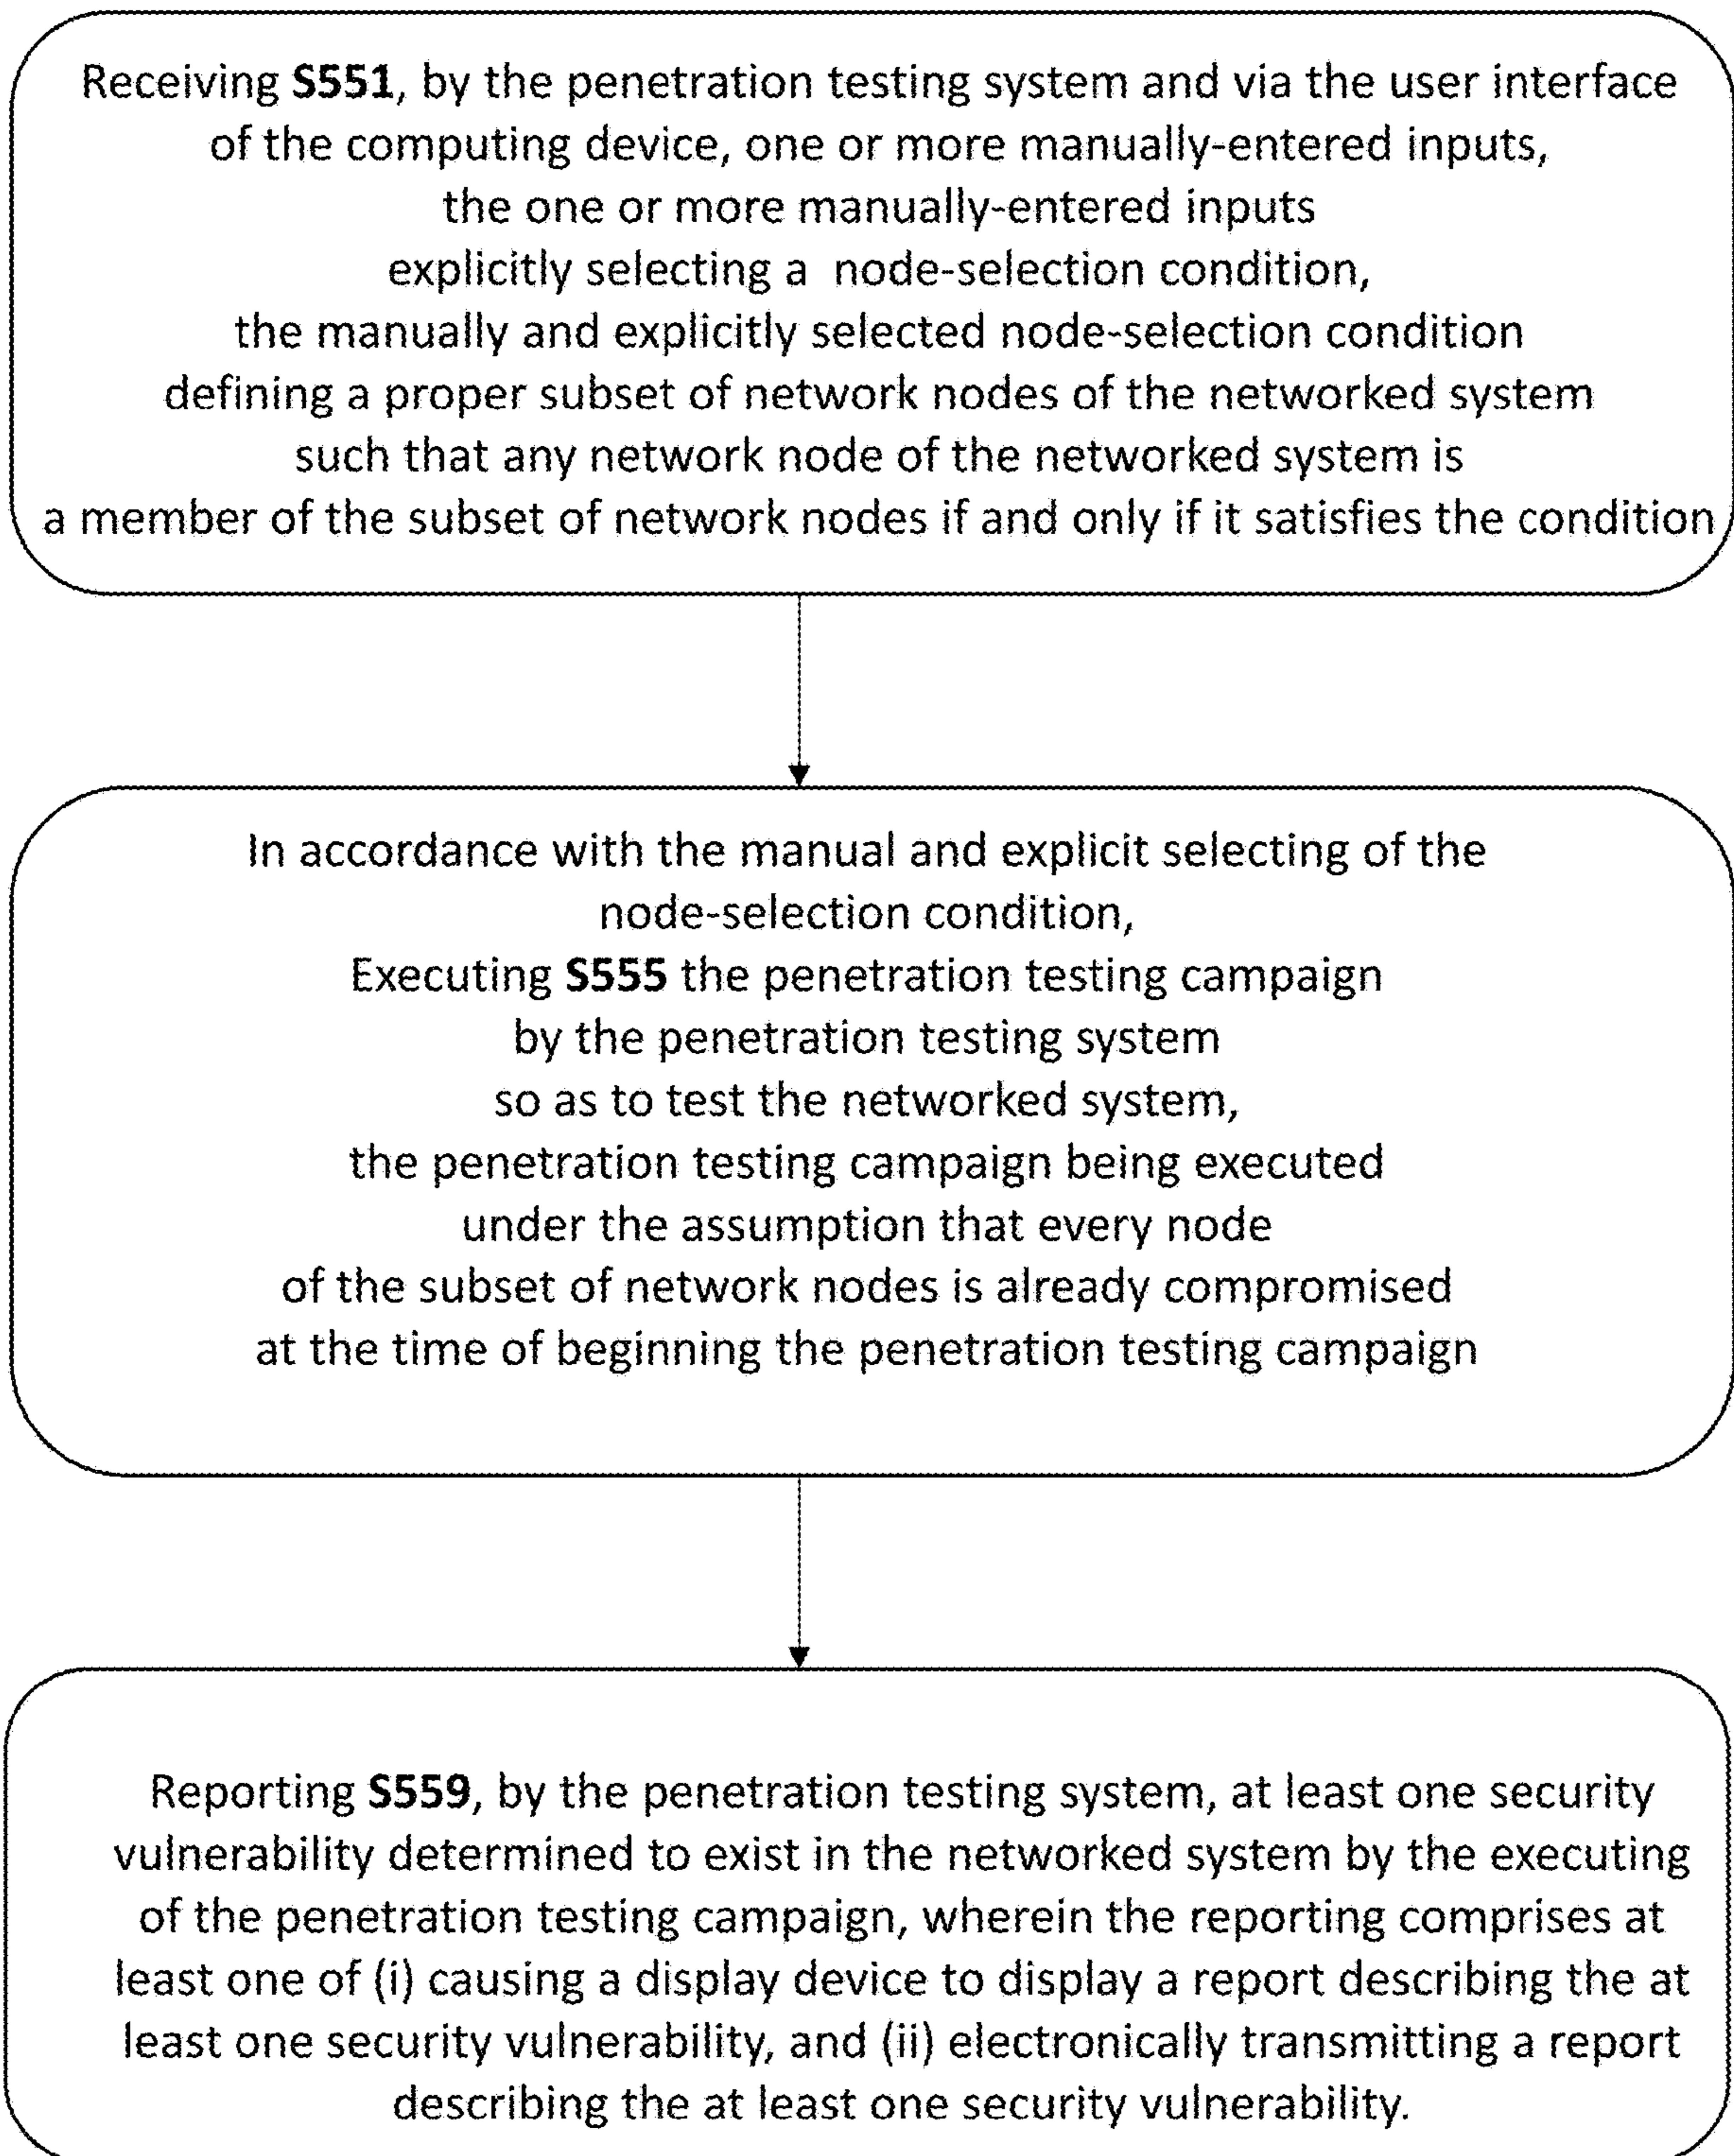 Receiving S551, by the penetration testing system and via the user interface
of the computing device, one or more manually-entered inputs,
the one or more manually-entered inputs
explicitly selecting a node-selection condition,
the manually and explicitly selected node-selection condition
defining a proper subset of network nodes of the networked system
such that any network node of the networked system is
a member of the subset of network nodes if and only if it satisfies the condition
In accordance with the manual and explicit selecting of the
node-selection condition,
Executing S555 the penetration testing campaign
by the penetration testing system
so as to test the networked system,
the penetration testing campaign being executed
under the assumption that every node
of the subset of network nodes is already compromised
at the time of beginning the penetration testing campaign
Reporting S559, by the penetration testing system, at least one security
vulnerability determined to exist in the networked system by the executing
of the penetration testing campaign, wherein the reporting comprises at
least one of (i) causing a display device to display a report describing the at
least one security vulnerability, and (ii) electronically transmitting a report
describing the at least one security vulnerability.